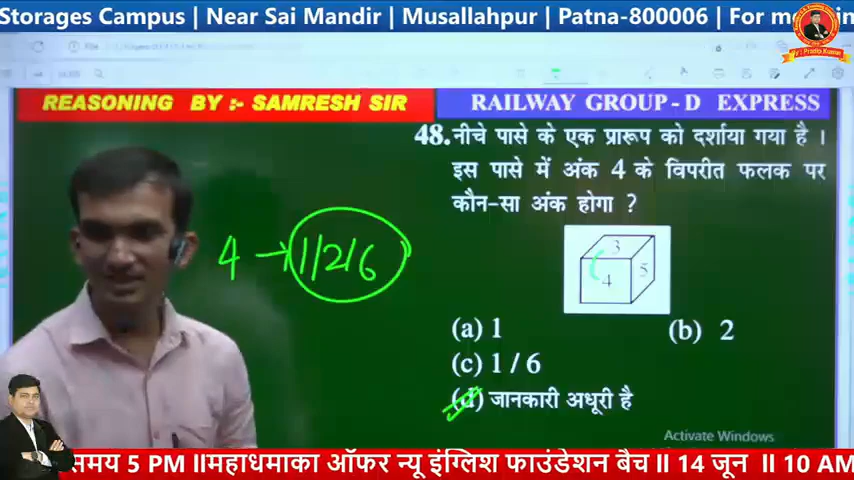 Storages Campus | Near Sai Mandir | Musallahpur | Patna-800006 | For mo
REASONING BY :- SAMRESH SIR
RAILWAY GROUP - D EXPRESS
48. नीचे पासे के एक प्रारूप को दर्शाया गया है ।
इस पासे में अंक 4 के विपरीत फलक पर
कौन-सा अंक होगा ?
4 → 1/2/6
3
4
5
(a) 1
(b) 2
(c) 1 / 6
(d) जानकारी अधूरी है
Activate Windows
समय 5 PM ॥महाधमाका ऑफर न्यू इंग्लिश फाउंडेशन बैच ॥ 14 जून ॥ 10 AM